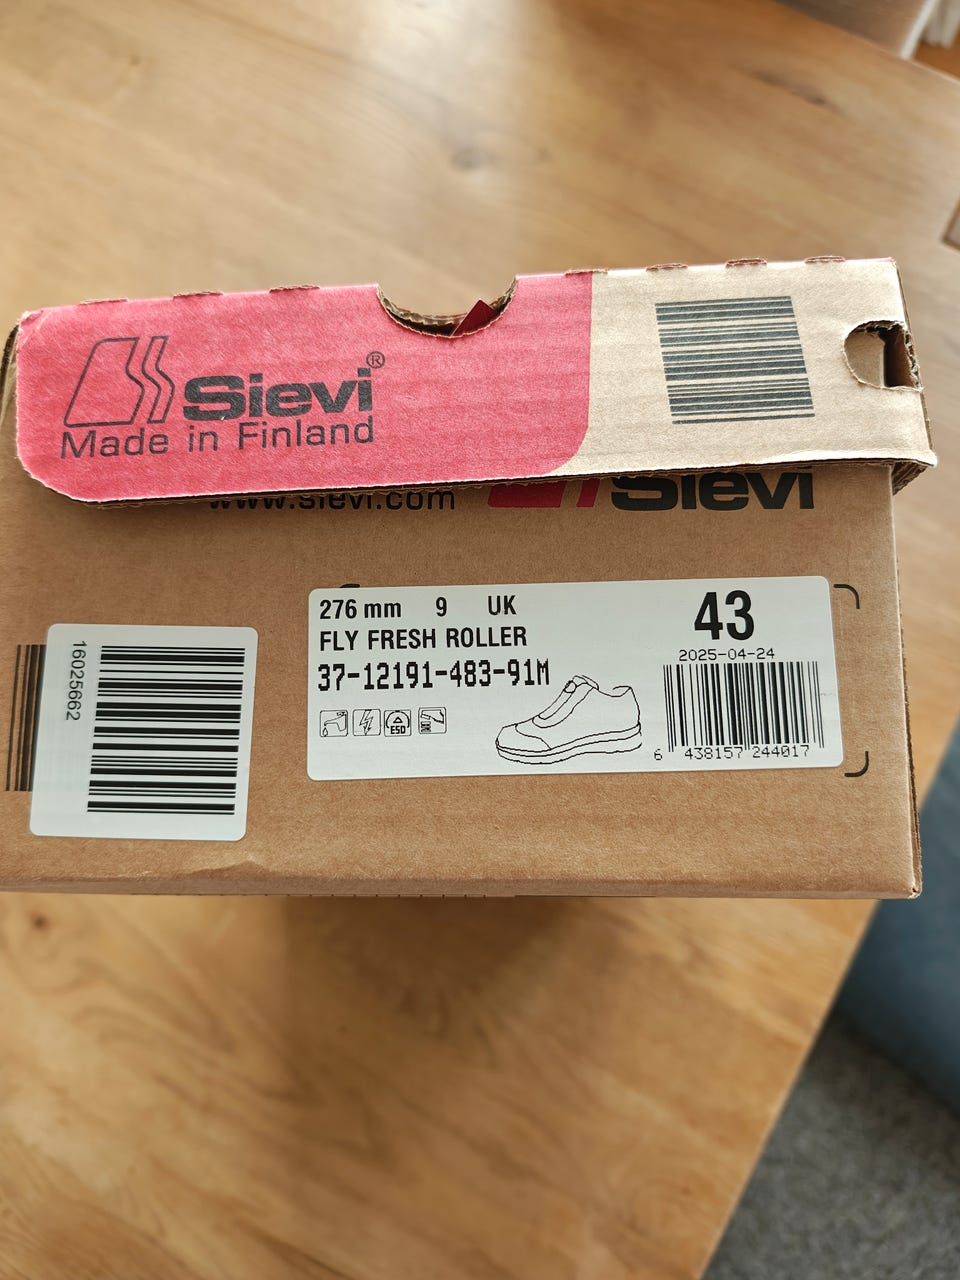 Sievi®
Made in Finland
www.sievi.com
Sievi
16025662
276 mm 9 UK
FLY FRESH ROLLER
37-12191-483-91M
ESD
43
2025-04-24
6 438157 244017